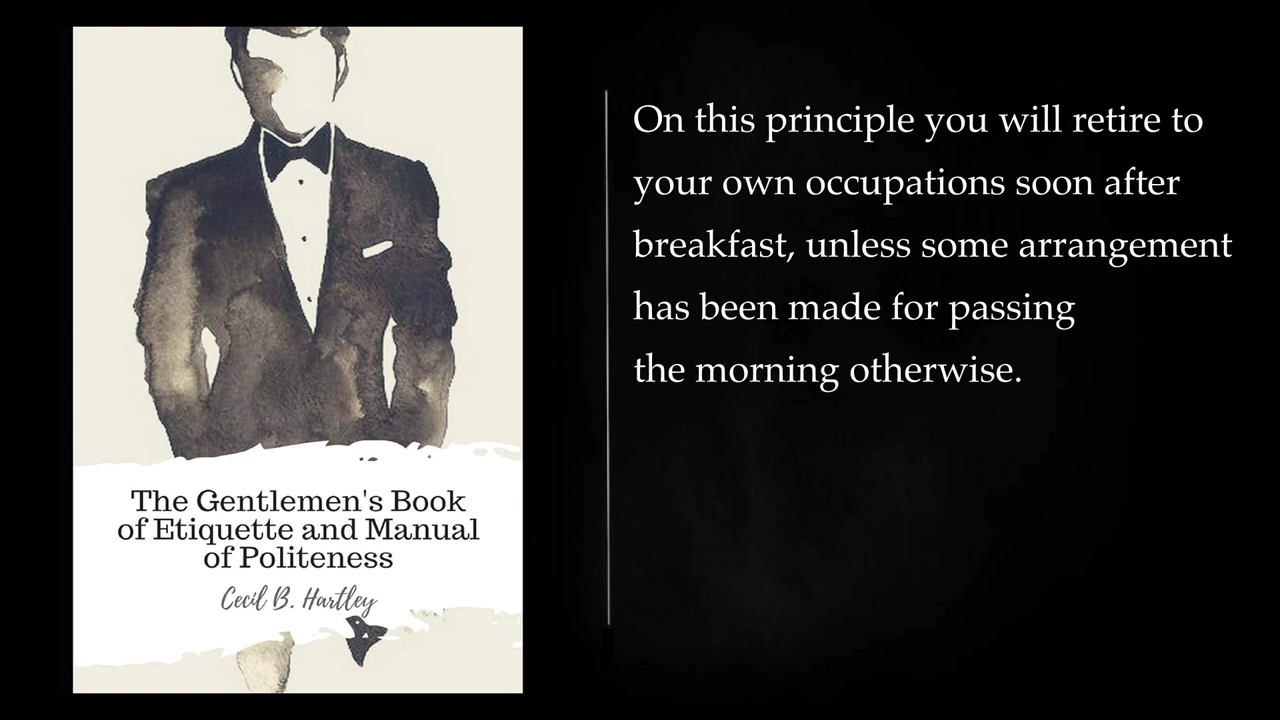 The Gentlemen's Book
of Etiquette and Manual
of Politeness
Cecil B. Hartley
On this principle you will retire to
your own occupations soon after
breakfast, unless some arrangement
has been made for passing
the morning otherwise.